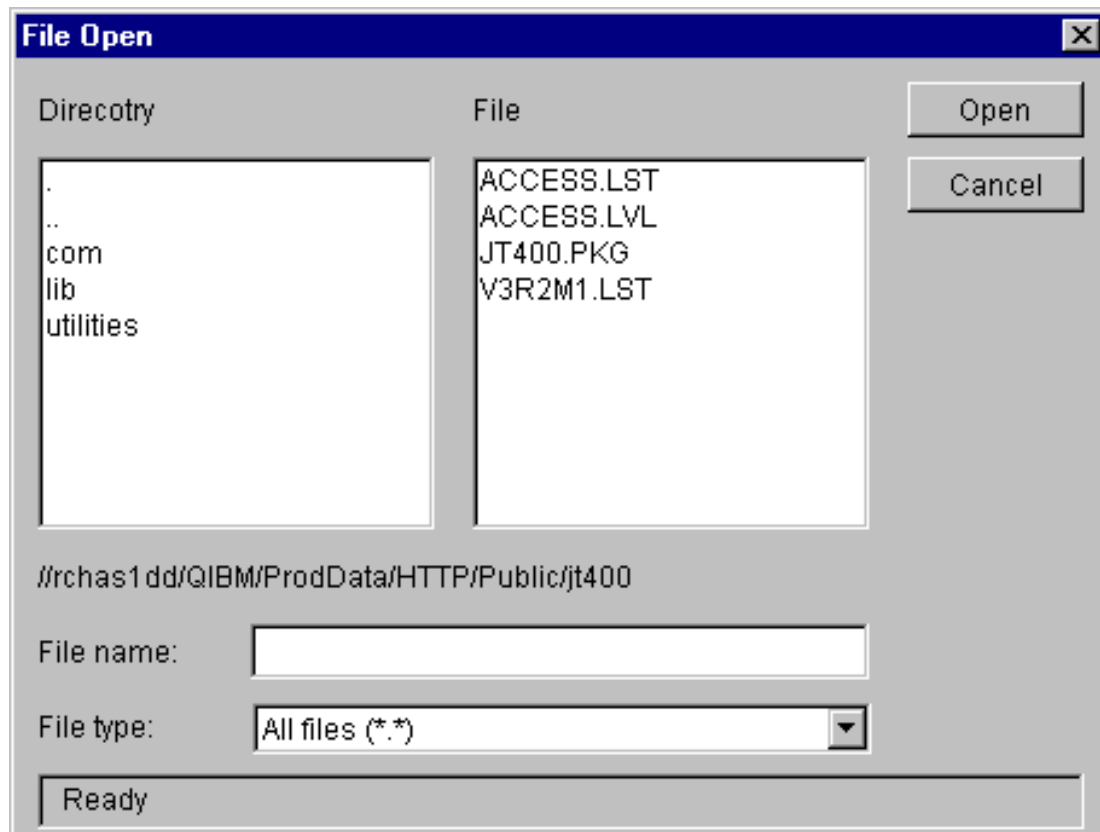 File Open
Direcotry
File
Open
Cancel
.
..
com
lib
utilities
ACCESS.LST
ACCESS.LVL
JT400.PKG
V3R2M1.LST
//rchas1dd/QIBM/ProdData/HTTP/Public/jt400
File name:
File type:
All files (*.*)
Ready